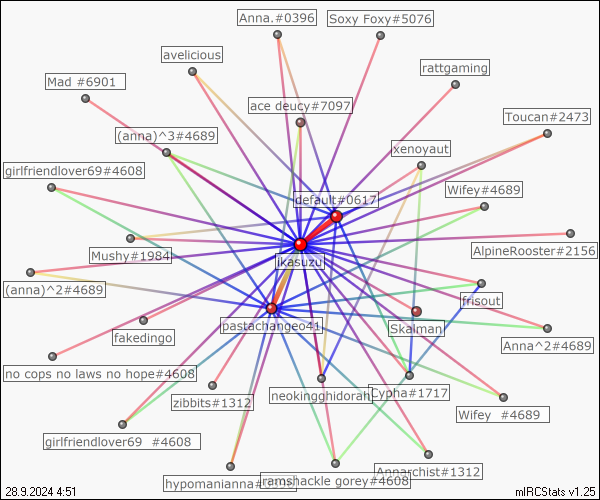 Anna.#0396
Soxy Foxy#5076
avelicious
rattgaming
Mad #6901
ace deucy#7097
Toucan#2473
(anna)^3#4689
xenoyaut
girlfriendlover69#4608
default#0617
Wifey#4689
Mushy#1984
AlpineRooster#2156
jkasuzu
(anna)^2#4689
frisout
pastachangeo41
Skaiman
fakedingo
Anna^2#4689
no cops no laws no hope#4608
zibbits#1312
neokingghidorah
Cypha#1717
Wifey #4689
girlfriendlover69 #4608
Annarchist#1312
hypomanianna
ramshackle gorey#4608
28.9.2024 4:51
mIRCStats v1.25